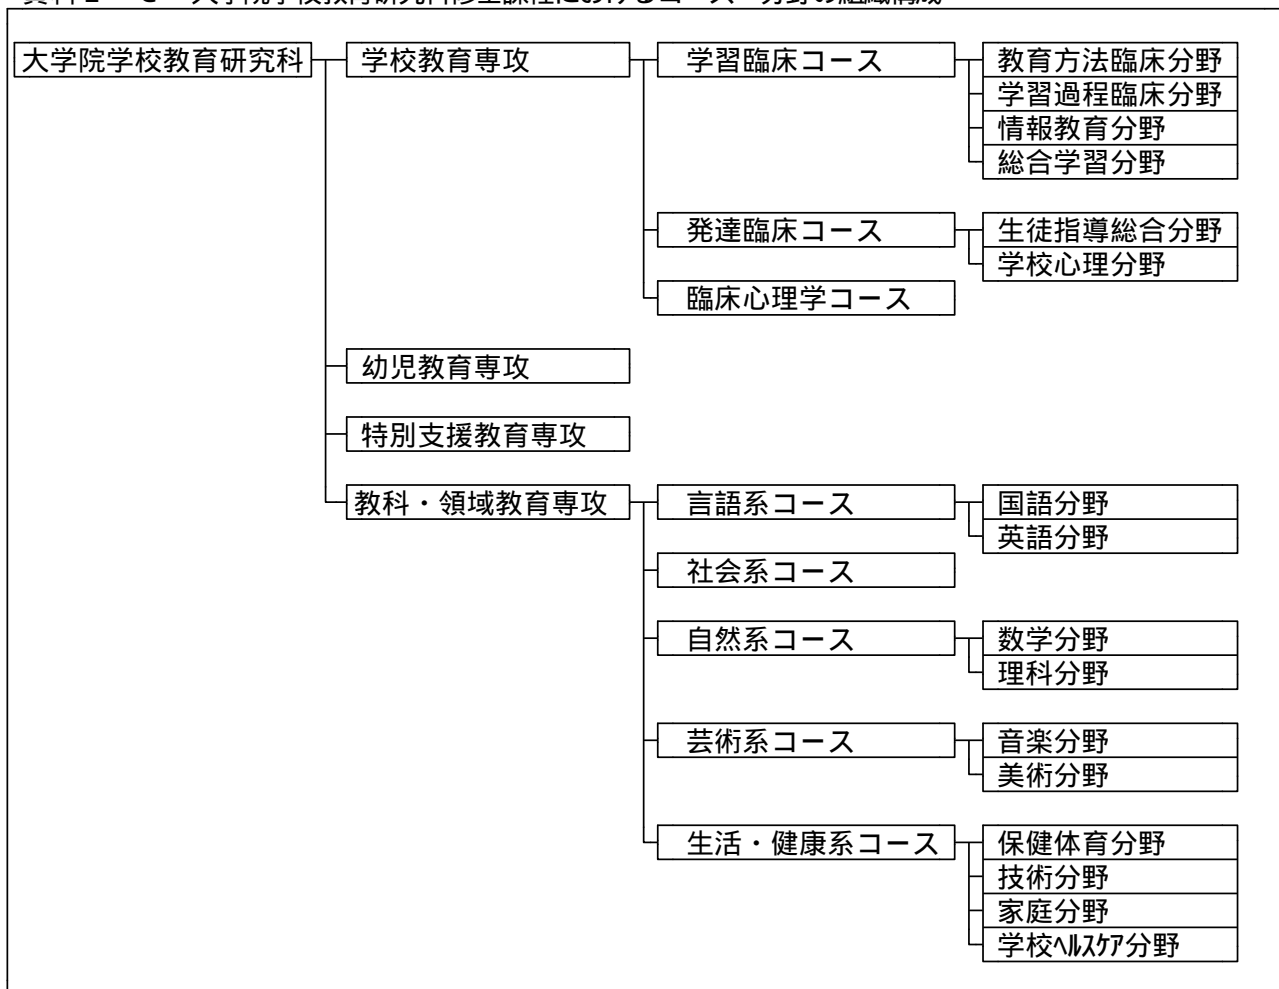 大学院学校教育研究科 学校教育専攻 学習臨床コース 教育方法臨床分野
学習過程臨床分野
情報教育分野
総合学習分野
発達臨床コース 生徒指導総合分野
学校心理分野
臨床心理学コース
幼児教育専攻
特別支援教育専攻
教科・領域教育専攻 言語系コース 国語分野
英語分野
社会系コース
自然系コース 数学分野
理科分野
芸術系コース 音楽分野
美術分野
生活・健康系コース 保健体育分野
技術分野
家庭分野
学校ヘルスケア分野